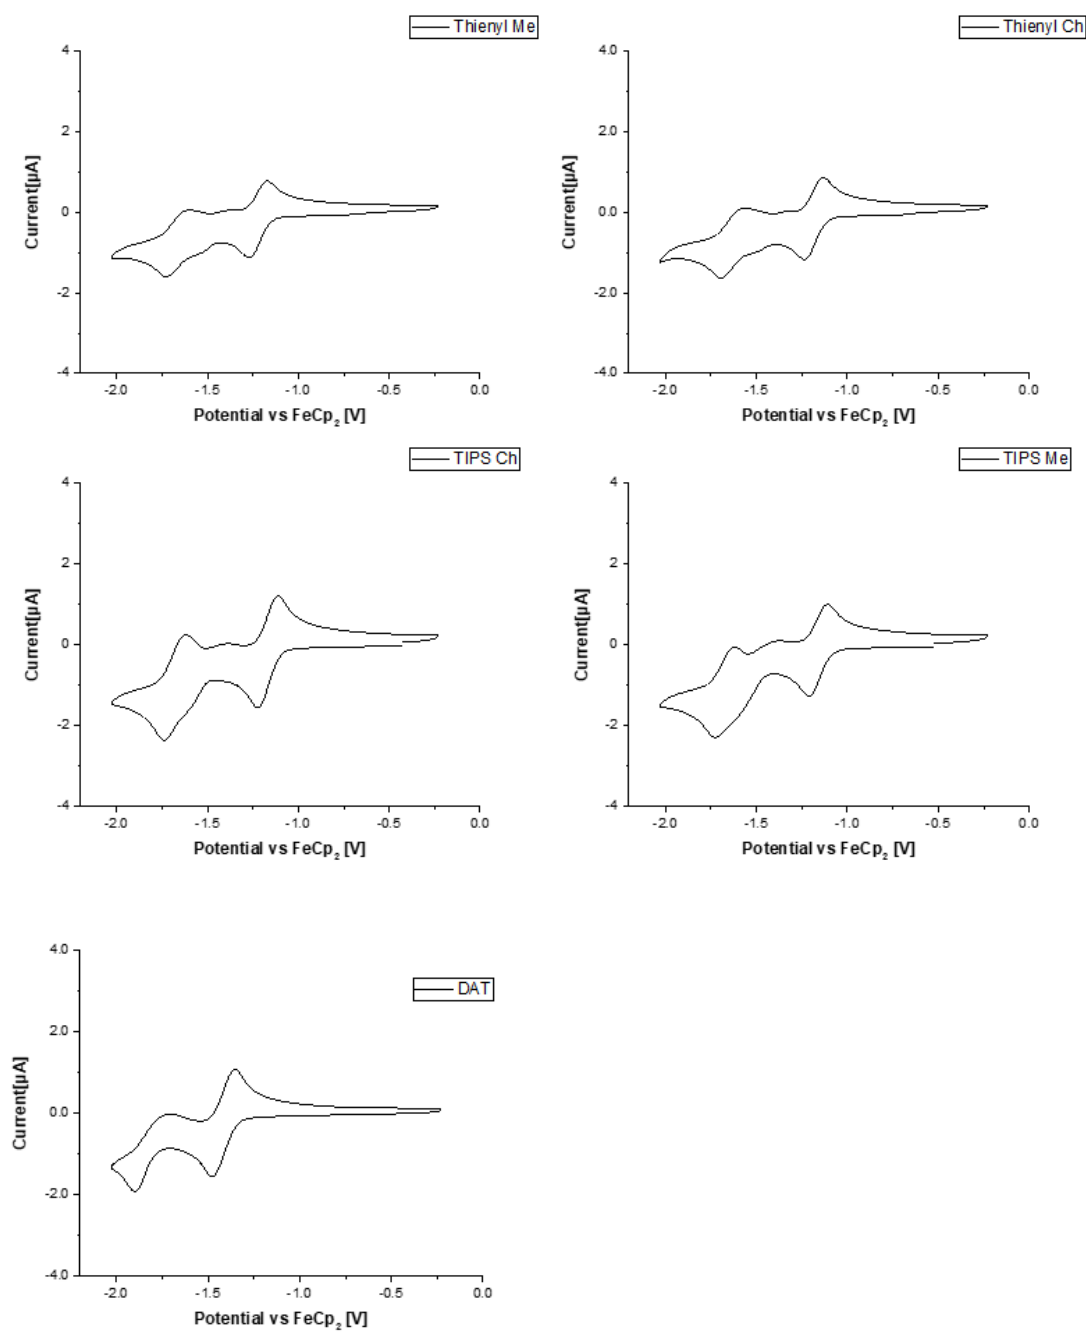 Thienyl Me
4
2
0
-2
-4
Current[µA]
-2.0 -1.5 -1.0 -0.5 0.0
Potential vs FeCp₂ [V]
Thienyl Ch
4.0
2.0
0.0
-2.0
-4.0
Current[µA]
-2.0 -1.5 -1.0 -0.5 0.0
Potential vs FeCp₂ [V]
TIPS Ch
4
2
0
-2
-4
Current[µA]
-2.0 -1.5 -1.0 -0.5 0.0
Potential vs FeCp₂ [V]
TIPS Me
4
2
0
-2
-4
Current[µA]
-2.0 -1.5 -1.0 -0.5 0.0
Potential vs FeCp₂ [V]
DAT
4.0
2.0
0.0
-2.0
-4.0
Current[µA]
-2.0 -1.5 -1.0 -0.5 0.0
Potential vs FeCp₂ [V]